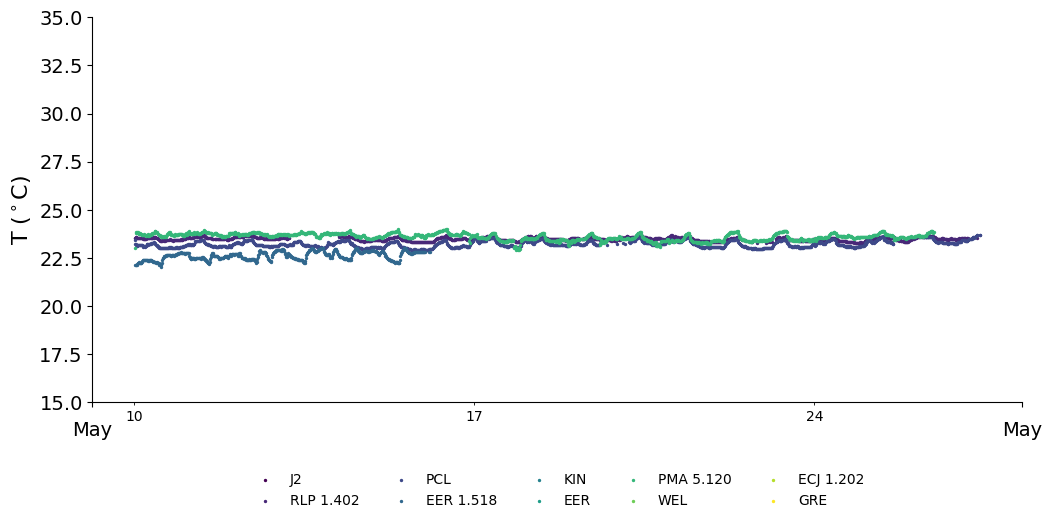 35.0
32.5
30.0
27.5
25.0
22.5
20.0
17.5
15.0
T (°C)
10 17 24
May May
J2 PCL KIN PMA 5.120 ECJ 1.202
RLP 1.402 EER 1.518 EER WEL GRE